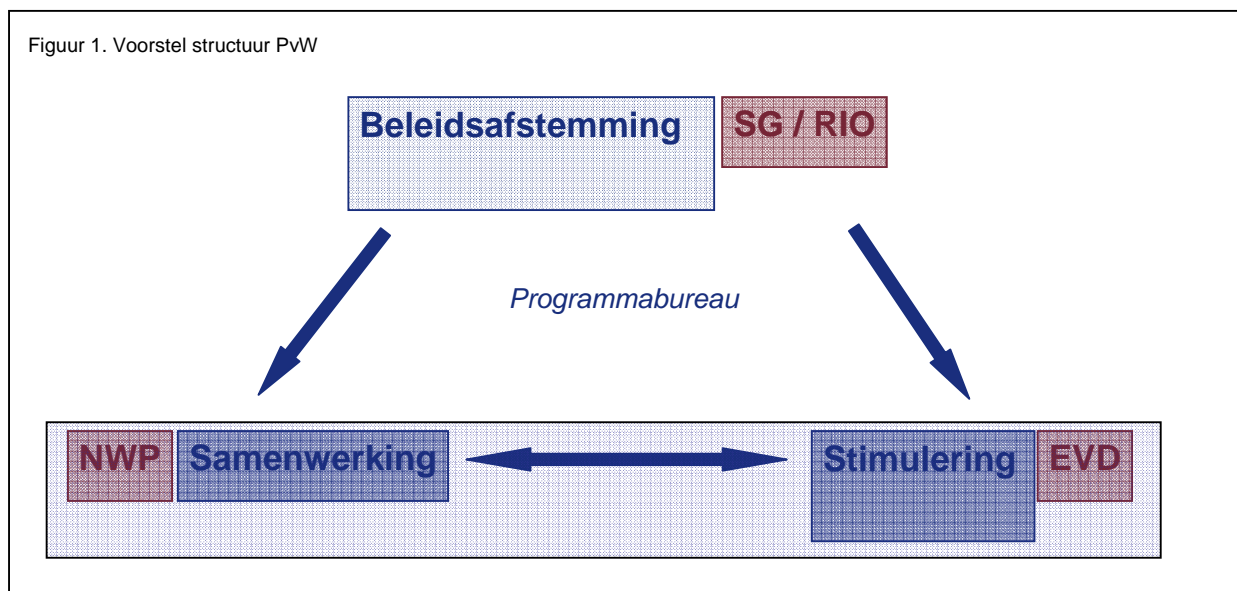 Figuur 1. Voorstel structuur PvW
Beleidsafstemming SG / RIO
Programmabureau
NWP Samenwerking Stimulering EVD